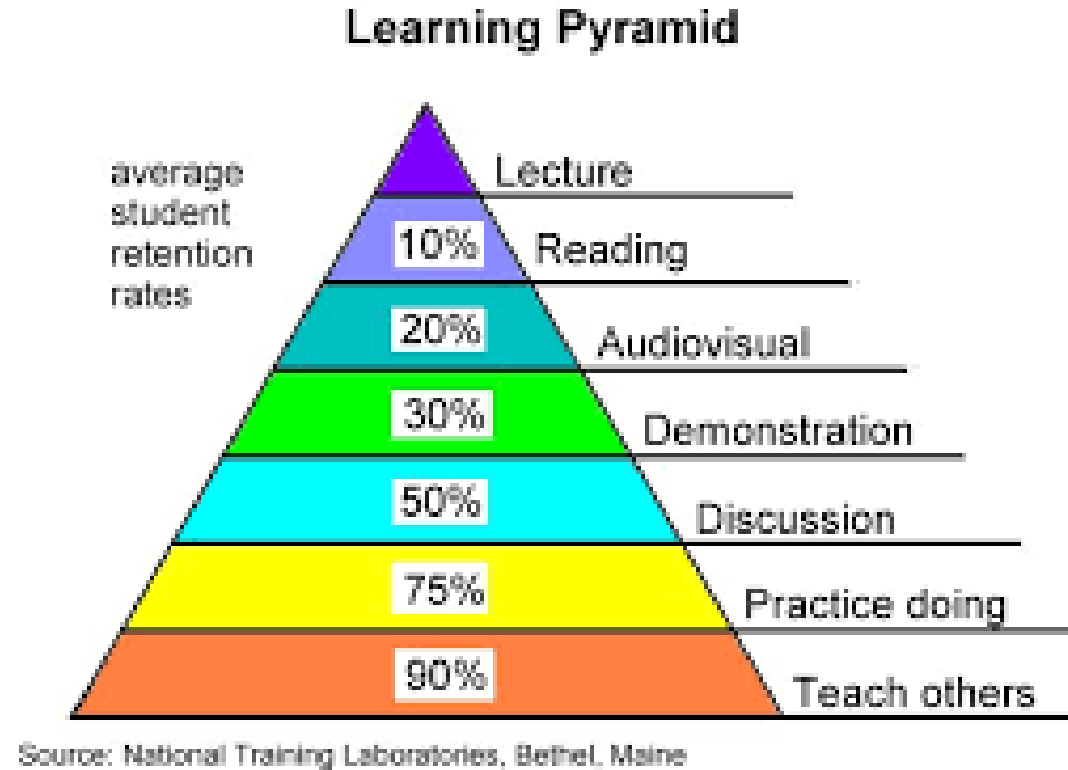 Learning Pyramid
average
student
retention
rates
Lecture
10% Reading
20% Audiovisual
30% Demonstration
50% Discussion
75% Practice doing
90% Teach others
Source: National Training Laboratories, Bethel, Maine